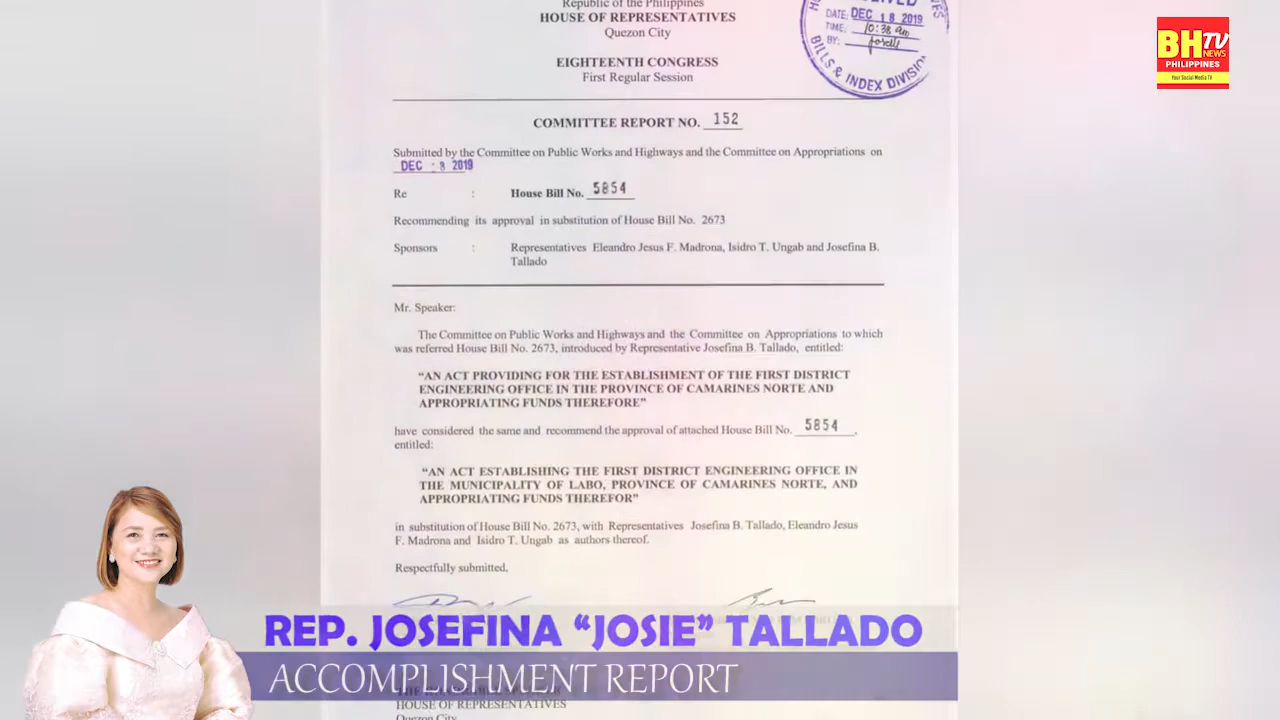 Republic of the Philippines
HOUSE OF REPRESENTATIVES
Quezon City
EIGHTEENTH CONGRESS
First Regular Session
DATE: DEC 18 2019
TIME: 10:38 am
BY:
BILLS & INDEX DIVISION
BHTV
NEWS
PHILIPPINES
Your Social Media TV
COMMITTEE REPORT NO. 152
Submitted by the Committee on Public Works and Highways and the Committee on Appropriations on
DEC 18 2019
Re : House Bill No. 5854
Recommending its approval in substitution of House Bill No. 2673
Sponsors : Representatives Eleandro Jesus F. Madrona, Isidro T. Ungab and Josefina B.
Tallado
Mr. Speaker:
The Committee on Public Works and Highways and the Committee on Appropriations to which
was referred House Bill No. 2673, introduced by Representative Josefina B. Tallado, entitled:
“AN ACT PROVIDING FOR THE ESTABLISHMENT OF THE FIRST DISTRICT
ENGINEERING OFFICE IN THE PROVINCE OF CAMARINES NORTE AND
APPROPRIATING FUNDS THEREFORE”
have considered the same and recommend the approval of attached House Bill No. 5854,
entitled:
“AN ACT ESTABLISHING THE FIRST DISTRICT ENGINEERING OFFICE IN
THE MUNICIPALITY OF LABO, PROVINCE OF CAMARINES NORTE, AND
APPROPRIATING FUNDS THEREFOR”
in substitution of House Bill No. 2673, with Representatives Josefina B. Tallado, Eleandro Jesus
F. Madrona and Isidro T. Ungab as authors thereof.
Respectfully submitted,
REP. JOSEFINA “JOSIE” TALLADO
ACCOMPLISHMENT REPORT
HOUSE OF REPRESENTATIVES
Quezon City